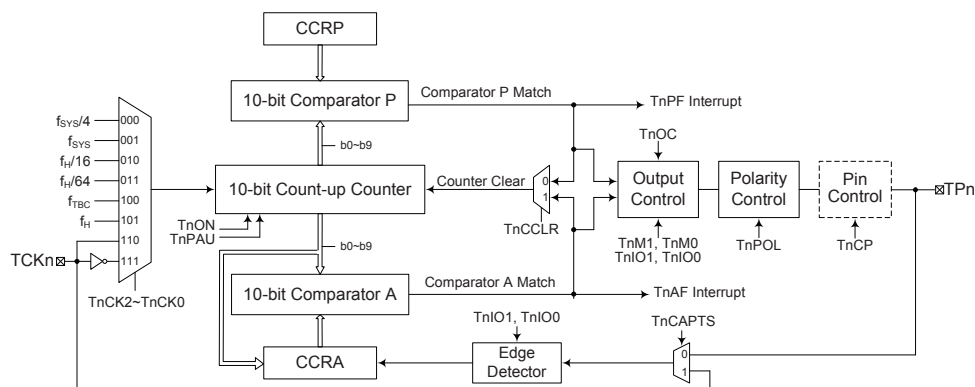 CCRP
10-bit Comparator P
Comparator P Match
TnPF Interrupt
fSYS/4
000
fSYS
001
fH/16
010
fH/64
011
fTBC
100
fH
101
110
111
TCKn
TnCK2~TnCK0
b0~b9
10-bit Count-up Counter
TnON
TnPAU
Counter Clear
0
1
TnCCLR
TnOC
Output
Control
TnM1, TnM0
TnIO1, TnIO0
Polarity
Control
TnPOL
Pin
Control
TnCP
TPn
b0~b9
10-bit Comparator A
Comparator A Match
TnAF Interrupt
CCRA
TnIO1, TnIO0
Edge
Detector
TnCAPTS
0
1